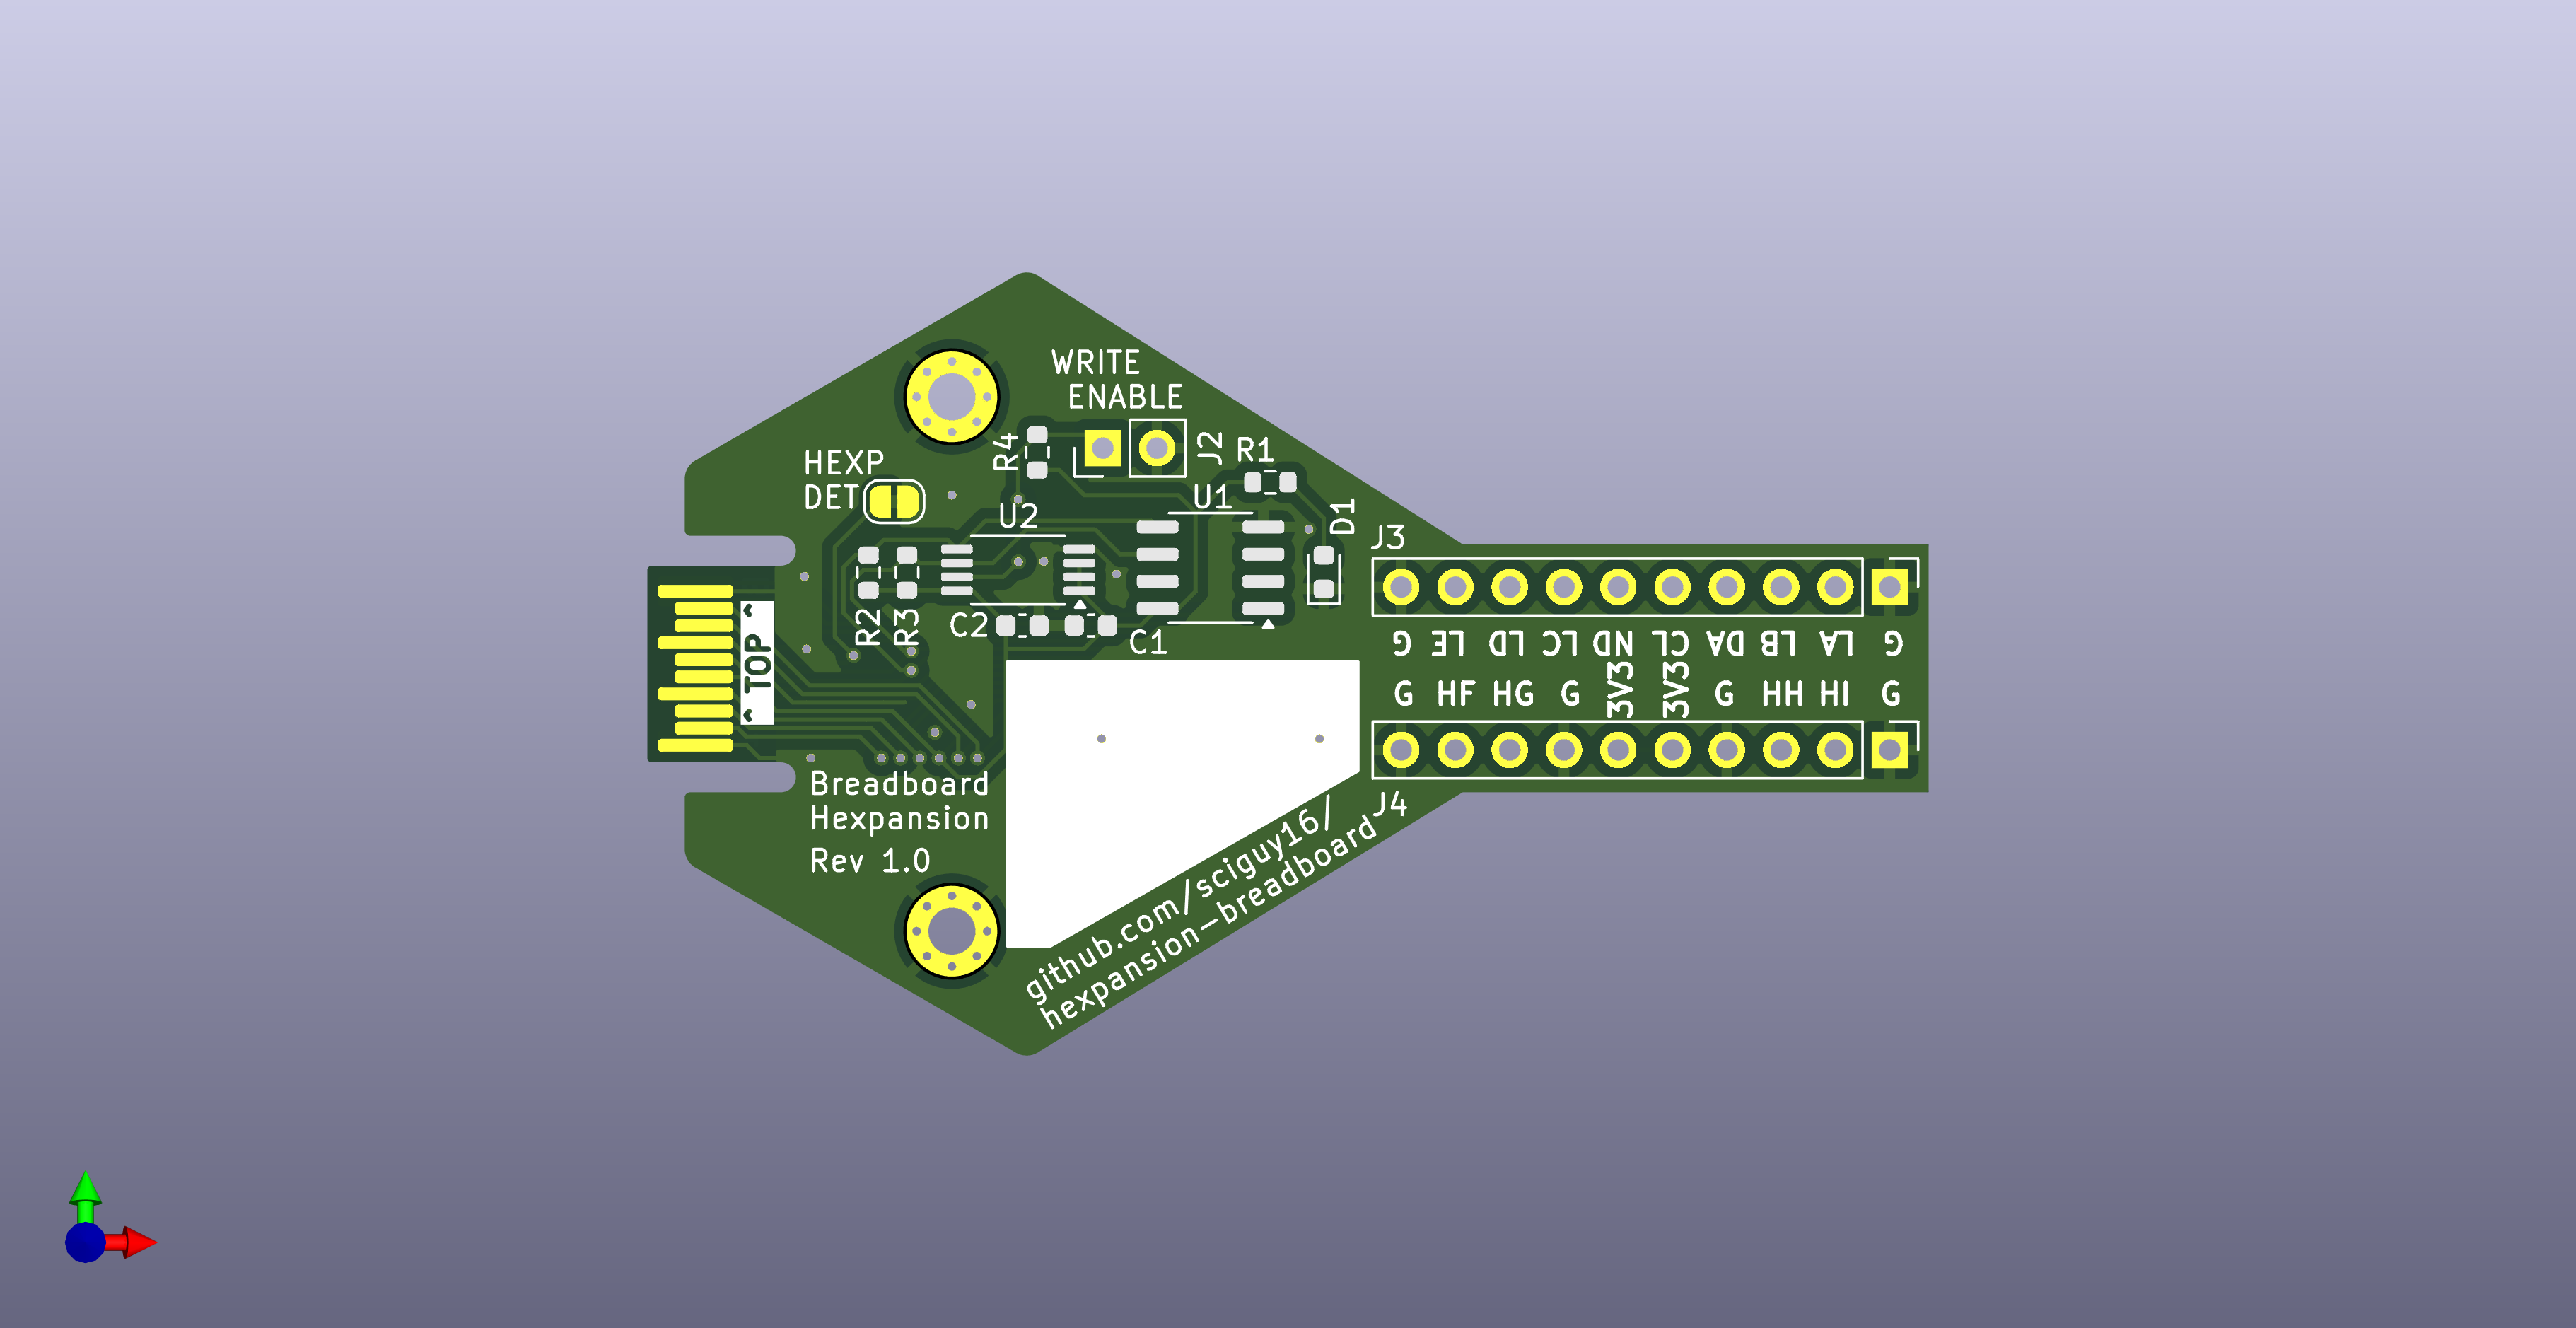 WRITE
ENABLE
HEXP
DET
R4
J2
R1
U1
U2
D1
J3
R2
R3
C2
C1
< TOP <
G LA LB DA CL ND LC LD LE G
G HF HG G 3V3 3V3 G HH HI G
J4
Breadboard
Hexpansion
Rev 1.0
github.com/sciguy16/
hexpansion-breadboard